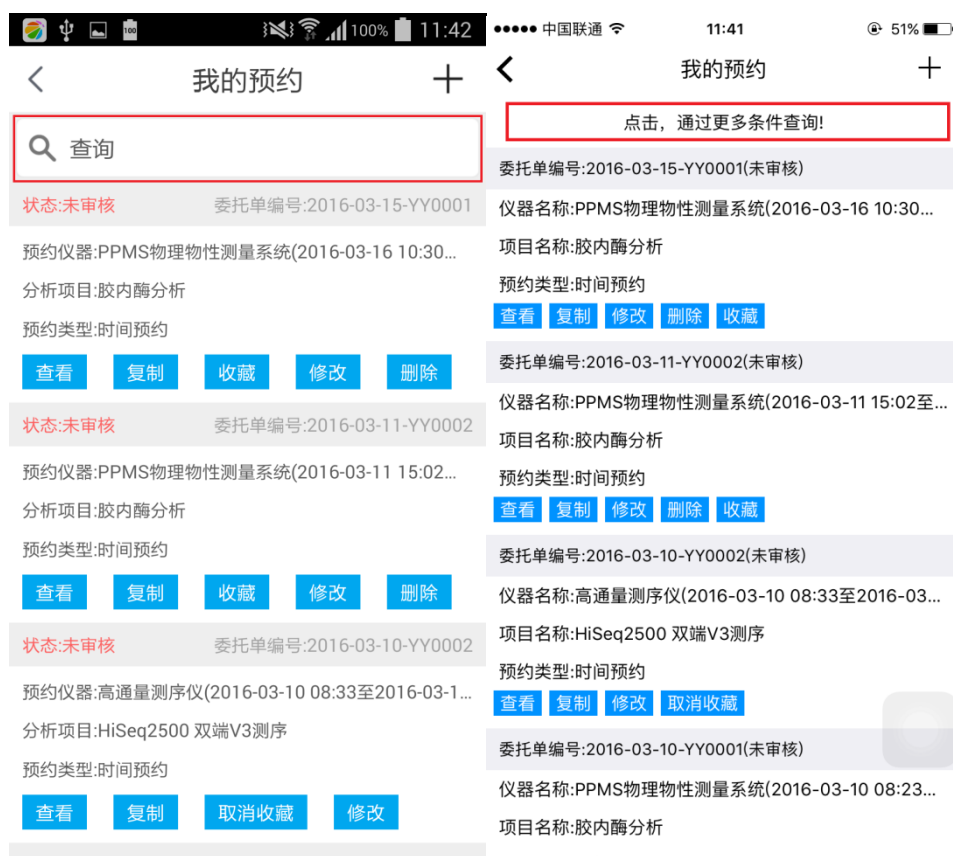 100
100% 11:42
我的预约
查询
状态:未审核 委托单编号:2016-03-15-YY0001
预约仪器:PPMS物理物性测量系统(2016-03-16 10:30...
分析项目:胶内酶分析
预约类型:时间预约
查看 复制 收藏 修改 删除
状态:未审核 委托单编号:2016-03-11-YY0002
预约仪器:PPMS物理物性测量系统(2016-03-11 15:02...
分析项目:胶内酶分析
预约类型:时间预约
查看 复制 收藏 修改 删除
状态:未审核 委托单编号:2016-03-10-YY0002
预约仪器:高通量测序仪(2016-03-10 08:33至2016-03-1...
分析项目:HiSeq2500 双端V3测序
预约类型:时间预约
查看 复制 取消收藏 修改
中国联通 11:41 51%
我的预约
点击，通过更多条件查询!
委托单编号:2016-03-15-YY0001(未审核)
仪器名称:PPMS物理物性测量系统(2016-03-16 10:30...
项目名称:胶内酶分析
预约类型:时间预约
查看 复制 修改 删除 收藏
委托单编号:2016-03-11-YY0002(未审核)
仪器名称:PPMS物理物性测量系统(2016-03-11 15:02至...
项目名称:胶内酶分析
预约类型:时间预约
查看 复制 修改 删除 收藏
委托单编号:2016-03-10-YY0002(未审核)
仪器名称:高通量测序仪(2016-03-10 08:33至2016-03...
项目名称:HiSeq2500 双端V3测序
预约类型:时间预约
查看 复制 修改 取消收藏
委托单编号:2016-03-10-YY0001(未审核)
仪器名称:PPMS物理物性测量系统(2016-03-10 08:23...
项目名称:胶内酶分析